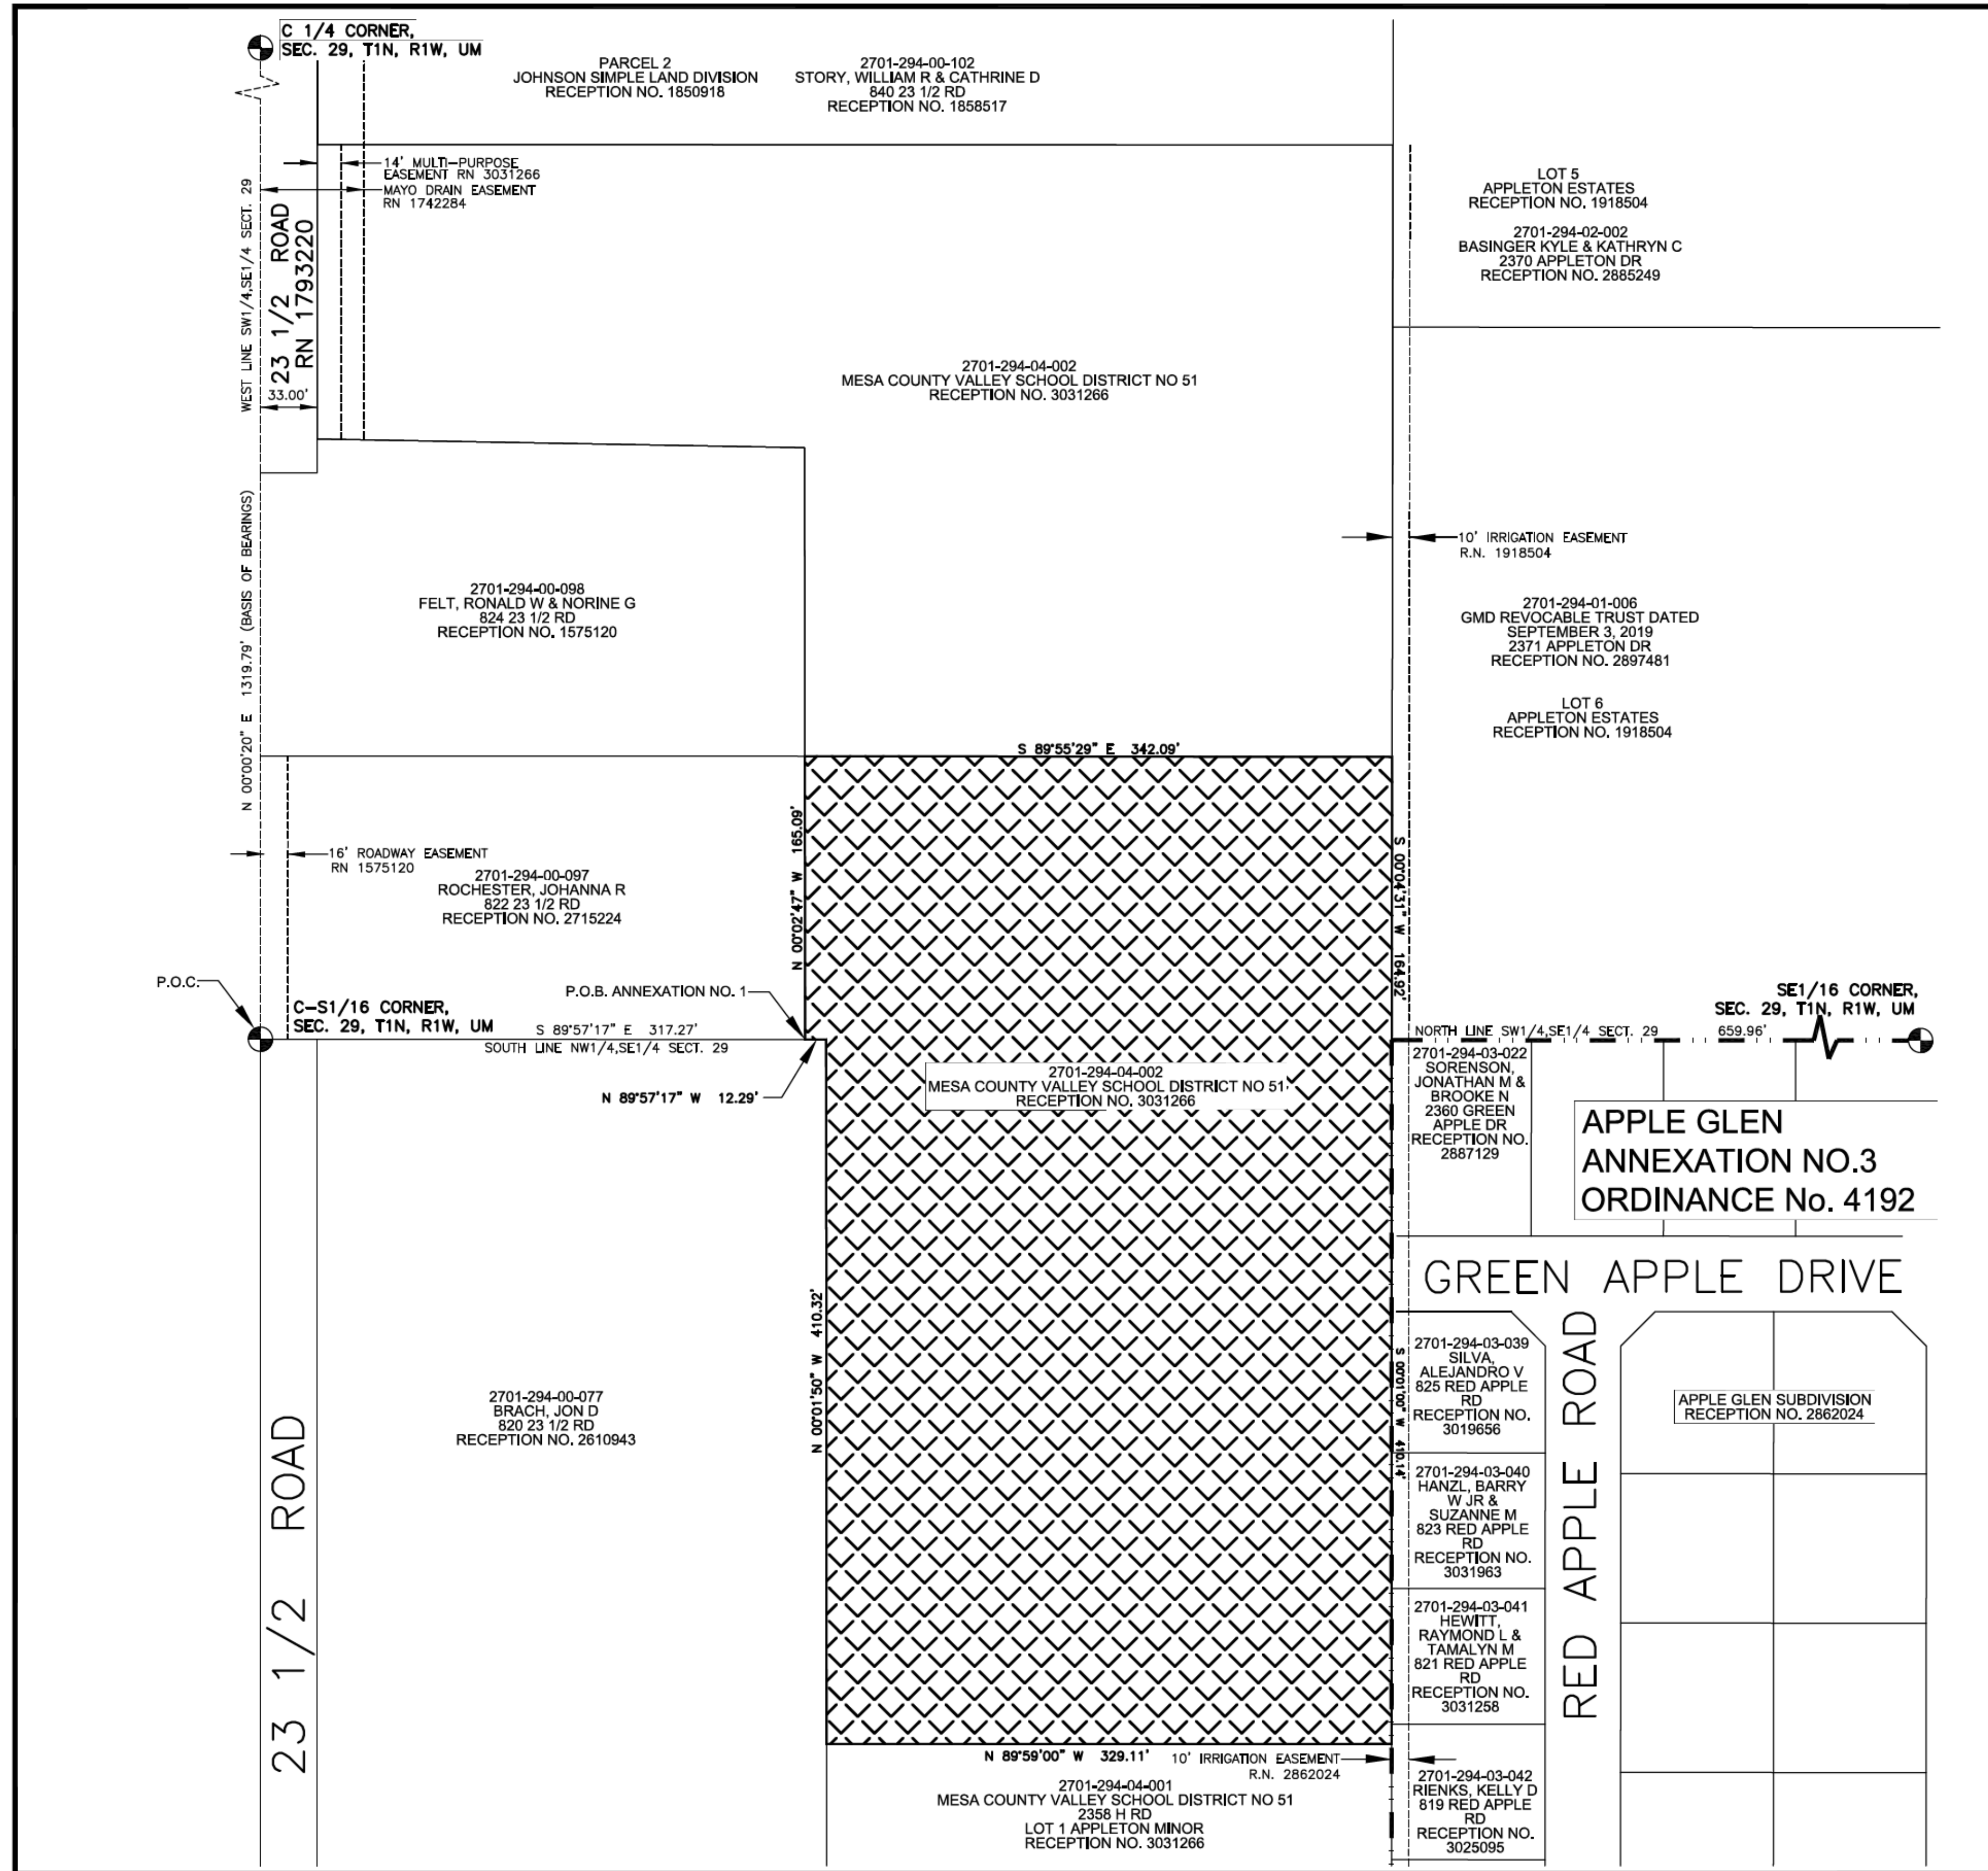 C 1/4 CORNER,
SEC. 29, T1N, R1W, UM
PARCEL 2
JOHNSON SIMPLE LAND DIVISION
RECEPTION NO. 1850918
2701-294-00-102
STORY, WILLIAM R & CATHRINE D
840 23 1/2 RD
RECEPTION NO. 1858517
14' MULTI-PURPOSE
EASEMENT RN 3031266
MAYO DRAIN EASEMENT
RN 1742284
WEST LINE SW1/4,SE1/4 SECT. 29
23 1/2 ROAD
RN 1793220
33.00'
LOT 5
APPLETON ESTATES
RECEPTION NO. 1918504
2701-294-02-002
BASINGER KYLE & KATHRYN C
2370 APPLETON DR
RECEPTION NO. 2885249
2701-294-04-002
MESA COUNTY VALLEY SCHOOL DISTRICT NO 51
RECEPTION NO. 3031266
N 00°00'20" E 1319.79' (BASIS OF BEARINGS)
10' IRRIGATION EASEMENT
R.N. 1918504
2701-294-00-098
FELT, RONALD W & NORINE G
824 23 1/2 RD
RECEPTION NO. 1575120
2701-294-01-006
GMD REVOCABLE TRUST DATED
SEPTEMBER 3, 2019
2371 APPLETON DR
RECEPTION NO. 2897481
LOT 6
APPLETON ESTATES
RECEPTION NO. 1918504
S 89°55'29" E 342.09'
N 00°02'47" W 165.09'
S 00°04'31" W 164.92'
16' ROADWAY EASEMENT
RN 1575120
2701-294-00-097
ROCHESTER, JOHANNA R
822 23 1/2 RD
RECEPTION NO. 2715224
P.O.C.
P.O.B. ANNEXATION NO. 1
C-S1/16 CORNER,
SEC. 29, T1N, R1W, UM
S 89°57'17" E 317.27'
SOUTH LINE NW1/4,SE1/4 SECT. 29
N 89°57'17" W 12.29'
SE1/16 CORNER,
SEC. 29, T1N, R1W, UM
NORTH LINE SW1/4,SE1/4 SECT. 29
659.96'
2701-294-04-002
MESA COUNTY VALLEY SCHOOL DISTRICT NO 51
RECEPTION NO. 3031266
2701-294-03-022
SORENSON,
JONATHAN M &
BROOKE N
2360 GREEN
APPLE DR
RECEPTION NO.
2887129
APPLE GLEN
ANNEXATION NO.3
ORDINANCE No. 4192
GREEN APPLE DRIVE
N 00°01'50" W 410.32'
S 00°01'00" W 410.14'
2701-294-03-039
SILVA,
ALEJANDRO V
825 RED APPLE
RD
RECEPTION NO.
3019656
RED APPLE ROAD
APPLE GLEN SUBDIVISION
RECEPTION NO. 2862024
2701-294-00-077
BRACH, JON D
820 23 1/2 RD
RECEPTION NO. 2610943
23 1/2 ROAD
2701-294-03-040
HANZL, BARRY
W JR &
SUZANNE M
823 RED APPLE
RD
RECEPTION NO.
3031963
2701-294-03-041
HEWITT,
RAYMOND L &
TAMALYN M
821 RED APPLE
RD
RECEPTION NO.
3031258
N 89°59'00" W 329.11'
10' IRRIGATION EASEMENT
R.N. 2862024
2701-294-04-001
MESA COUNTY VALLEY SCHOOL DISTRICT NO 51
2358 H RD
LOT 1 APPLETON MINOR
RECEPTION NO. 3031266
2701-294-03-042
RIENKS, KELLY D
819 RED APPLE
RD
RECEPTION NO.
3025095